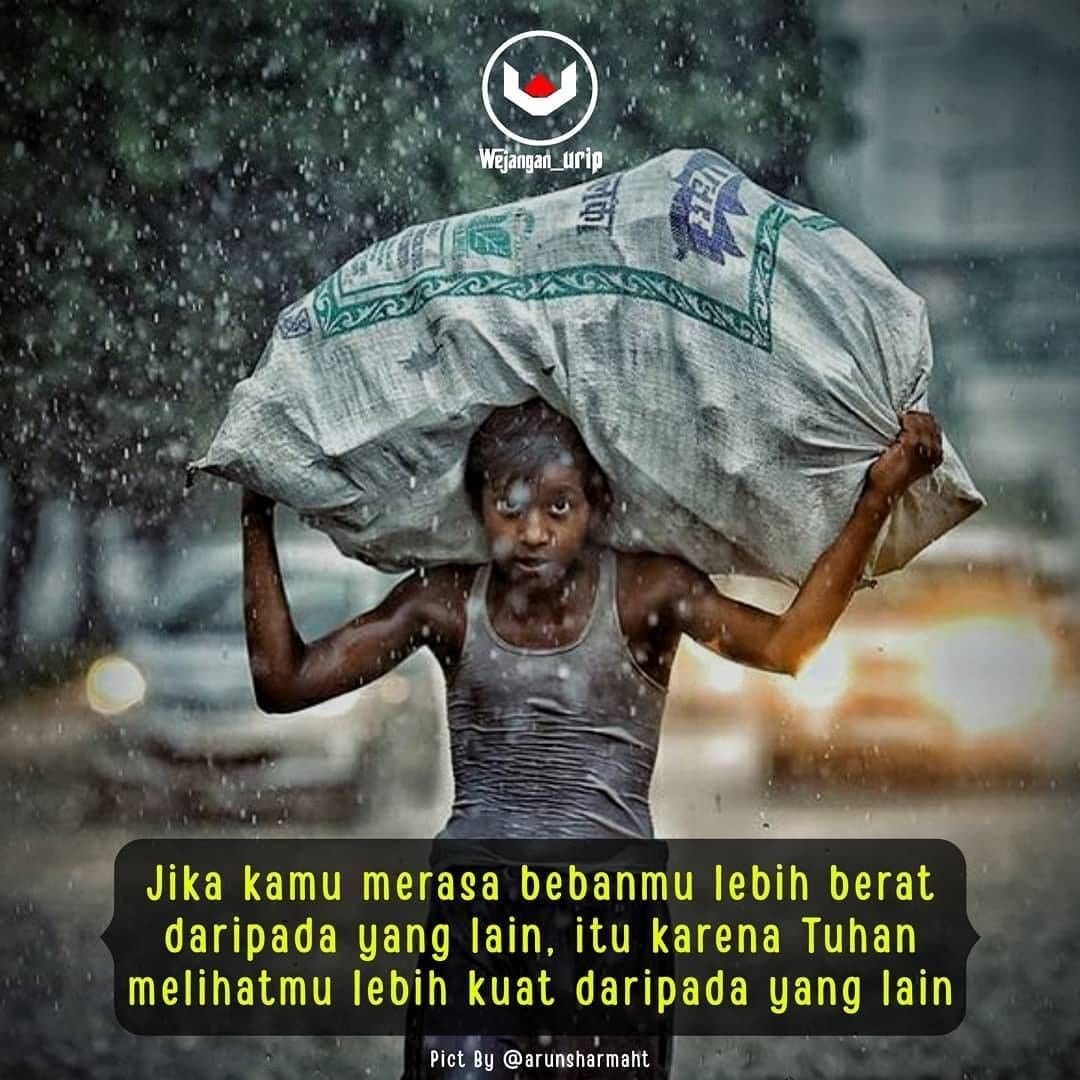 Wejangan_urip
Jika kamu merasa bebanmu lebih berat
daripada yang lain, itu karena Tuhan
melihatmu lebih kuat daripada yang lain
Pict By @arunsharmaht